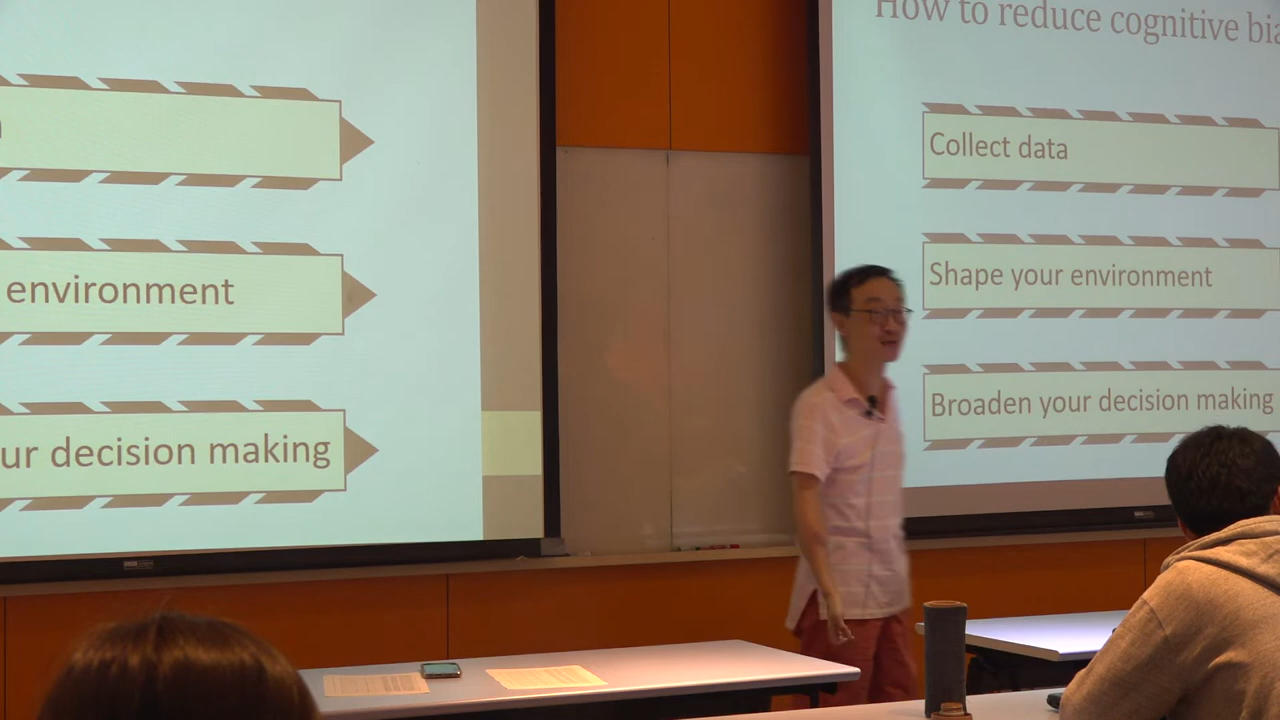 environment
ur decision making
How to reduce cognitive bia
Collect data
Shape your environment
Broaden your decision making